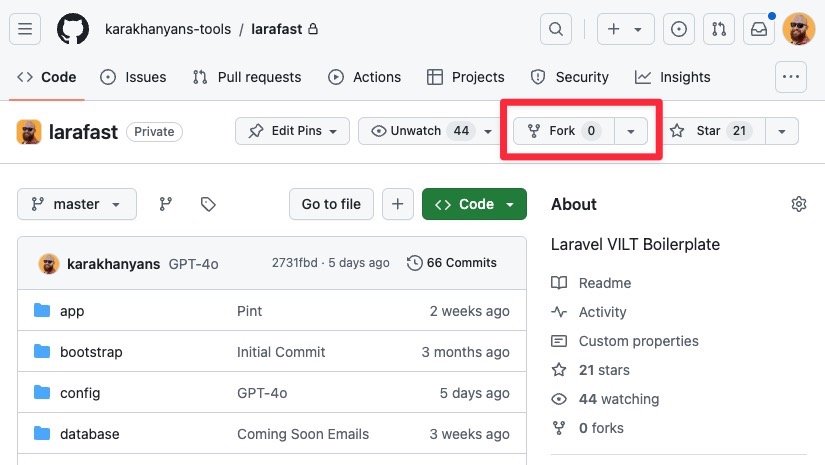 karakhanyans-tools / larafast
Code Issues Pull requests Actions Projects Security Insights
larafast Private Edit Pins Unwatch 44 Fork 0 Star 21
master Go to file Code
About
Laravel VILT Boilerplate
karakhanyans GPT-4o 2731fbd · 5 days ago 66 Commits
Readme
app Pint 2 weeks ago
Activity
Custom properties
bootstrap Initial Commit 3 months ago
21 stars
config GPT-4o 5 days ago
44 watching
database Coming Soon Emails 3 weeks ago
0 forks